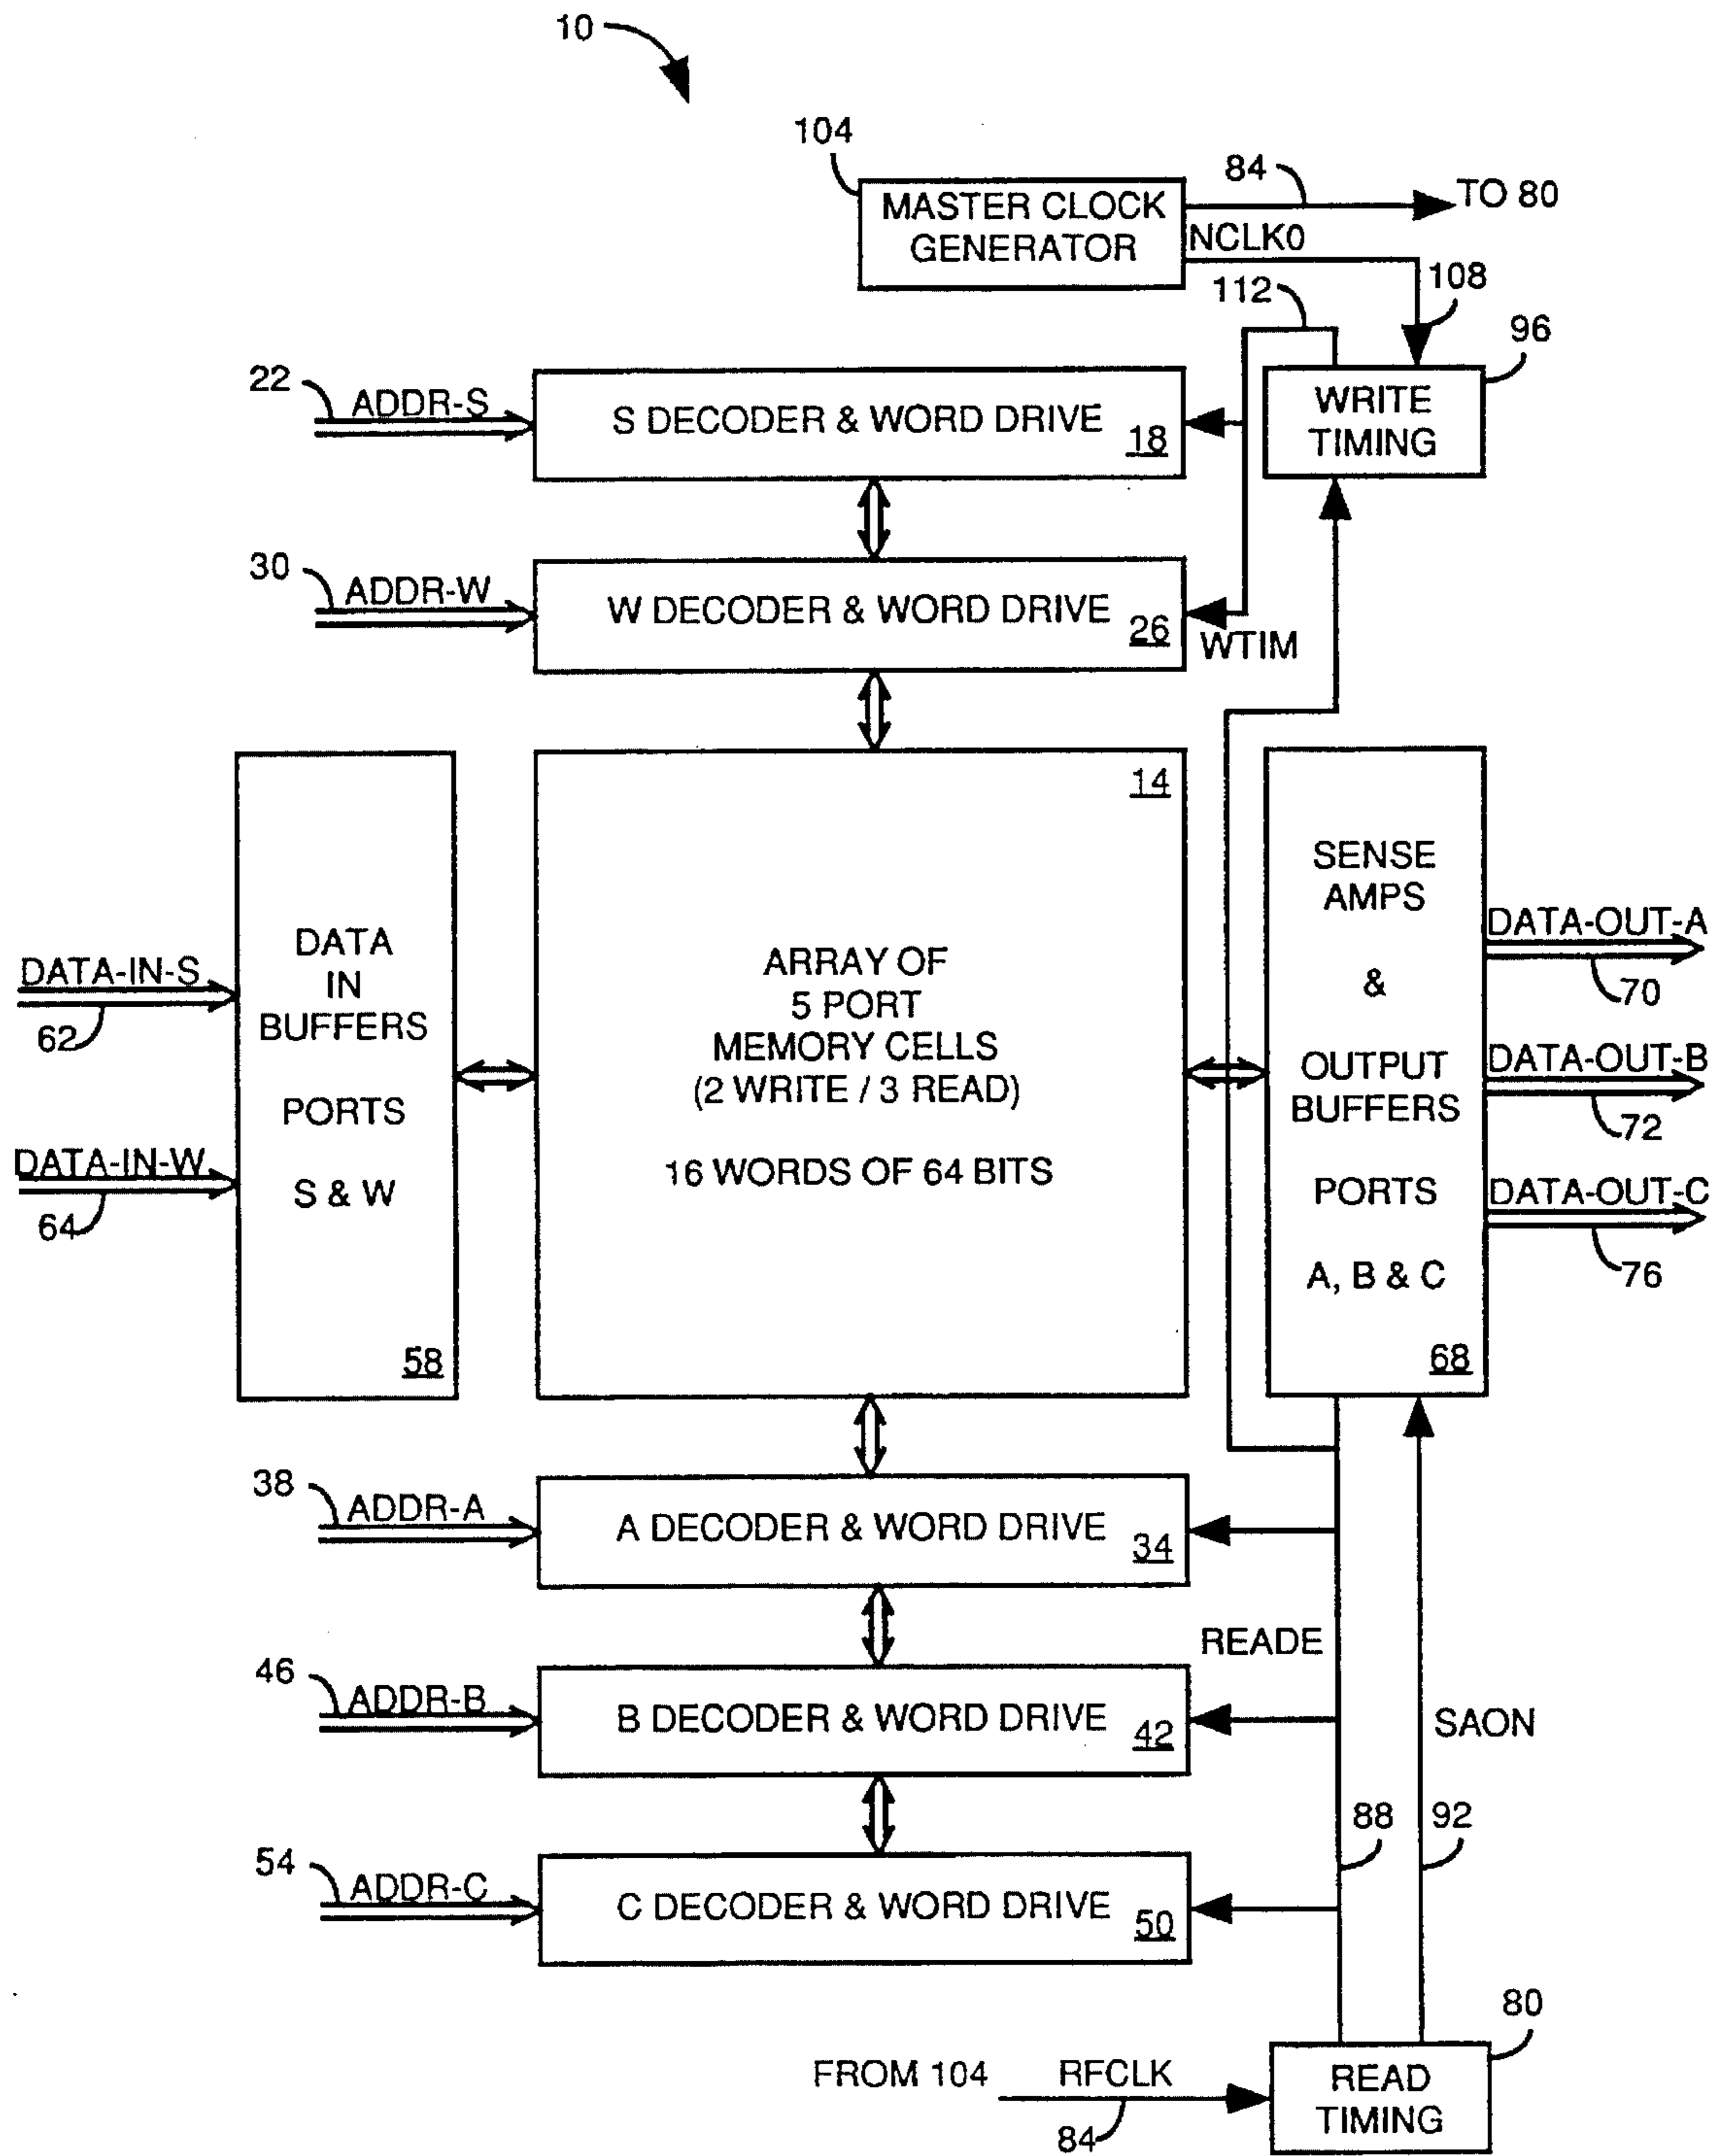 10
104
MASTER CLOCK
GENERATOR
84
TO 80
NCLK0
108
112
96
WRITE
TIMING
22
ADDR-S
S DECODER & WORD DRIVE
18
30
ADDR-W
W DECODER & WORD DRIVE
26
WTIM
14
ARRAY OF
5 PORT
MEMORY CELLS
(2 WRITE / 3 READ)
16 WORDS OF 64 BITS
DATA-IN-S
62
DATA-IN-W
64
DATA
IN
BUFFERS
PORTS
S & W
58
SENSE
AMPS
&
OUTPUT
BUFFERS
PORTS
A, B & C
68
DATA-OUT-A
70
DATA-OUT-B
72
DATA-OUT-C
76
38
ADDR-A
A DECODER & WORD DRIVE
34
READE
46
ADDR-B
B DECODER & WORD DRIVE
42
SAON
88
92
54
ADDR-C
C DECODER & WORD DRIVE
50
80
FROM 104
RFCLK
84
READ
TIMING